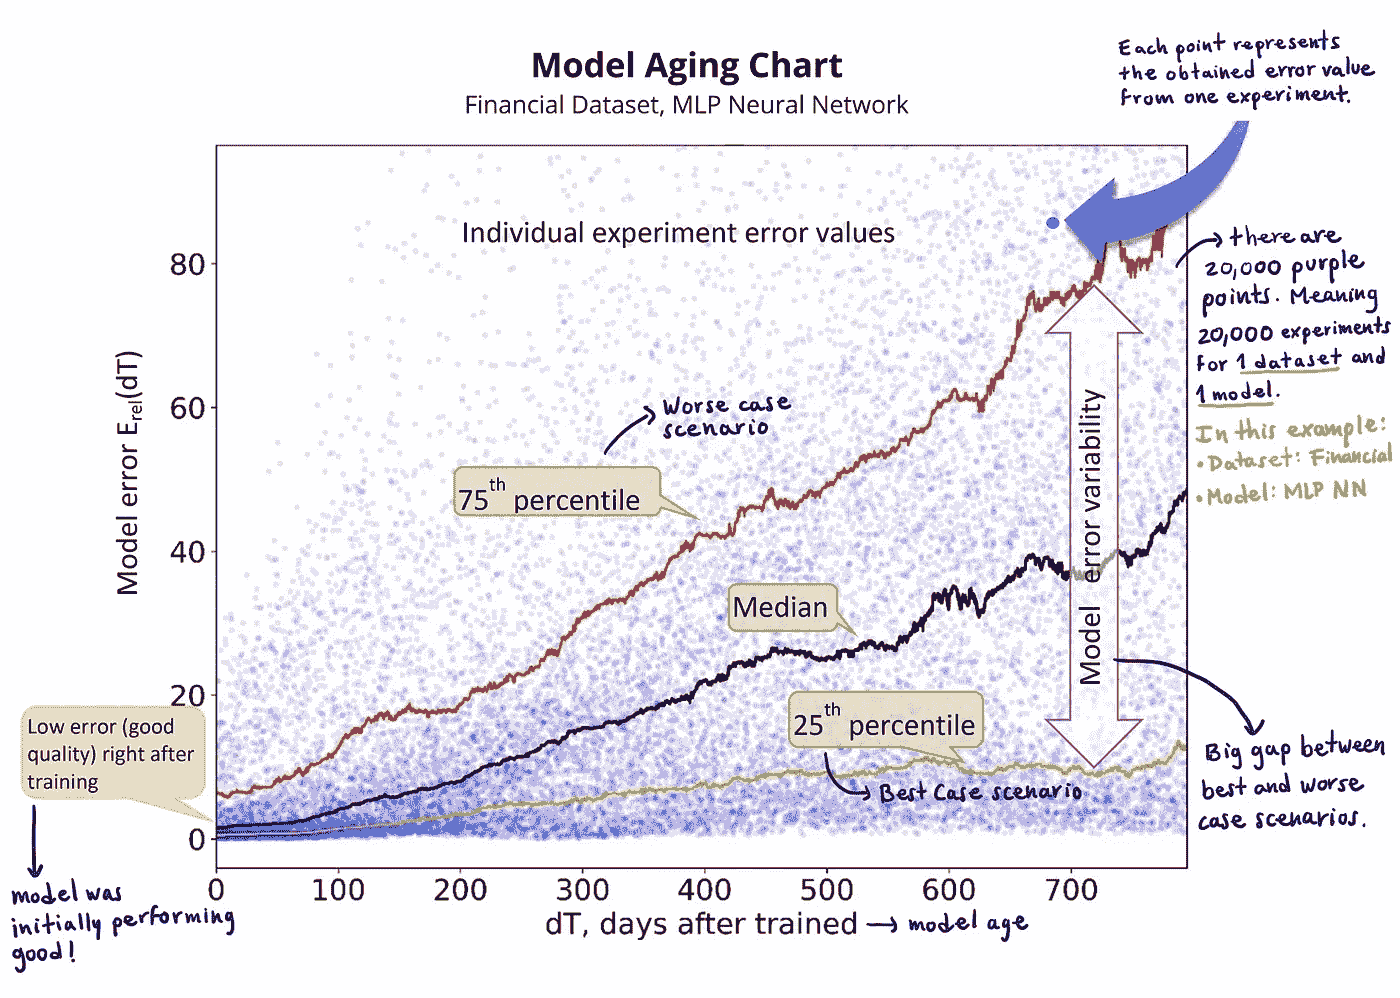 Model Aging Chart
Financial Dataset, MLP Neural Network
Each point represents
the obtained error value
from one experiment.
Individual experiment error values
there are
20,000 purple
points. Meaning
20,000 experiments
for 1 dataset and
1 model.
In this example:
• Dataset: Financial
• Model: MLP NN
Model error Erel(dT)
80
60
40
20
0
Worse case
scenario
75th percentile
Median
25th percentile
Best Case scenario
Model error variability
Big gap between
best and worse
case scenarios.
Low error (good
quality) right after
training
model was
initially performing
good!
0 100 200 300 400 500 600 700
dT, days after trained → model age